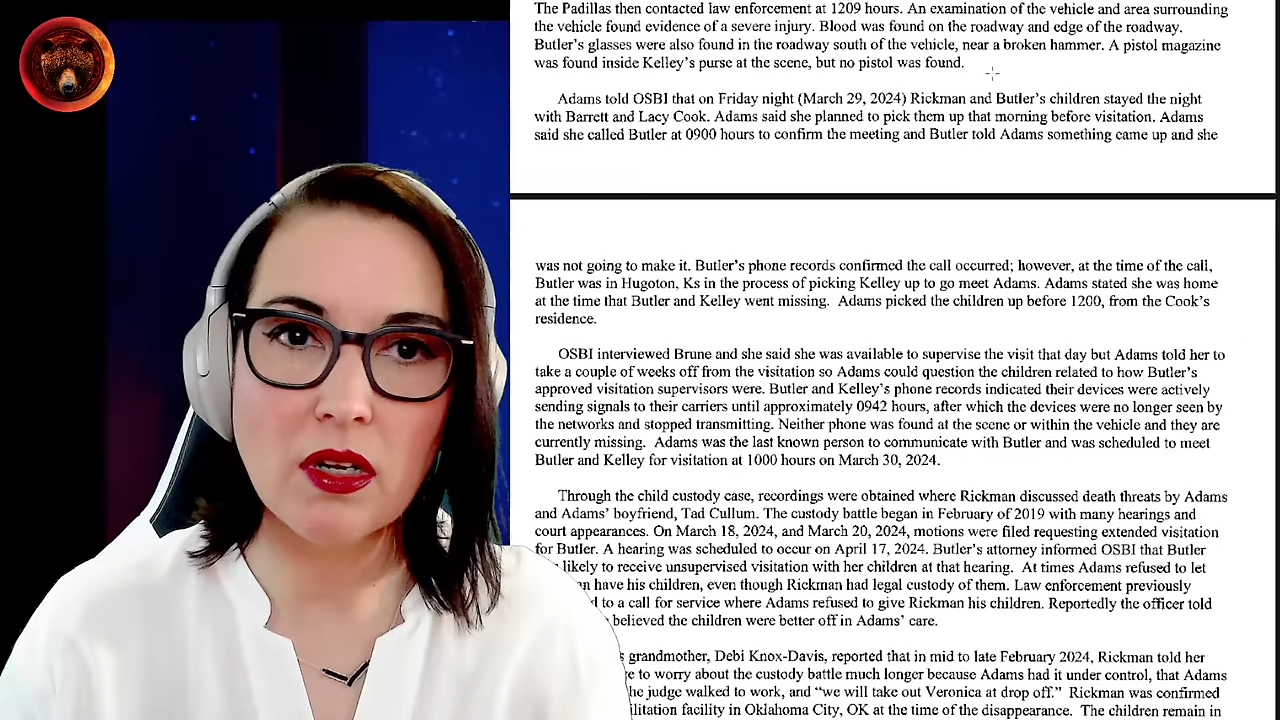 The Padillas then contacted law enforcement at 1209 hours. An examination of the vehicle and area surrounding
the vehicle found evidence of a severe injury. Blood was found on the roadway and edge of the roadway.
Butler's glasses were also found in the roadway south of the vehicle, near a broken hammer. A pistol magazine
was found inside Kelley's purse at the scene, but no pistol was found.
Adams told OSBI that on Friday night (March 29, 2024) Rickman and Butler's children stayed the night
with Barrett and Lacy Cook. Adams said she planned to pick them up that morning before visitation. Adams
said she called Butler at 0900 hours to confirm the meeting and Butler told Adams something came up and she
was not going to make it. Butler's phone records confirmed the call occurred; however, at the time of the call,
Butler was in Hugoton, Ks in the process of picking Kelley up to go meet Adams. Adams stated she was home
at the time that Butler and Kelley went missing. Adams picked the children up before 1200, from the Cook's
residence.
OSBI interviewed Brune and she said she was available to supervise the visit that day but Adams told her to
take a couple of weeks off from the visitation so Adams could question the children related to how Butler's
approved visitation supervisors were. Butler and Kelley's phone records indicated their devices were actively
sending signals to their carriers until approximately 0942 hours, after which the devices were no longer seen by
the networks and stopped transmitting. Neither phone was found at the scene or within the vehicle and they are
currently missing. Adams was the last known person to communicate with Butler and was scheduled to meet
Butler and Kelley for visitation at 1000 hours on March 30, 2024.
Through the child custody case, recordings were obtained where Rickman discussed death threats by Adams
and Adams' boyfriend, Tad Cullum. The custody battle began in February of 2019 with many hearings and
court appearances. On March 18, 2024, and March 20, 2024, motions were filed requesting extended visitation
for Butler. A hearing was scheduled to occur on April 17, 2024. Butler's attorney informed OSBI that Butler
likely to receive unsupervised visitation with her children at that hearing. At times Adams refused to let
have his children, even though Rickman had legal custody of them. Law enforcement previously
to a call for service where Adams refused to give Rickman his children. Reportedly the officer told
believed the children were better off in Adams' care.
grandmother, Debi Knox-Davis, reported that in mid to late February 2024, Rickman told her
to worry about the custody battle much longer because Adams had it under control, that Adams
he judge walked to work, and “we will take out Veronica at drop off.” Rickman was confirmed
litation facility in Oklahoma City, OK at the time of the disappearance. The children remain in